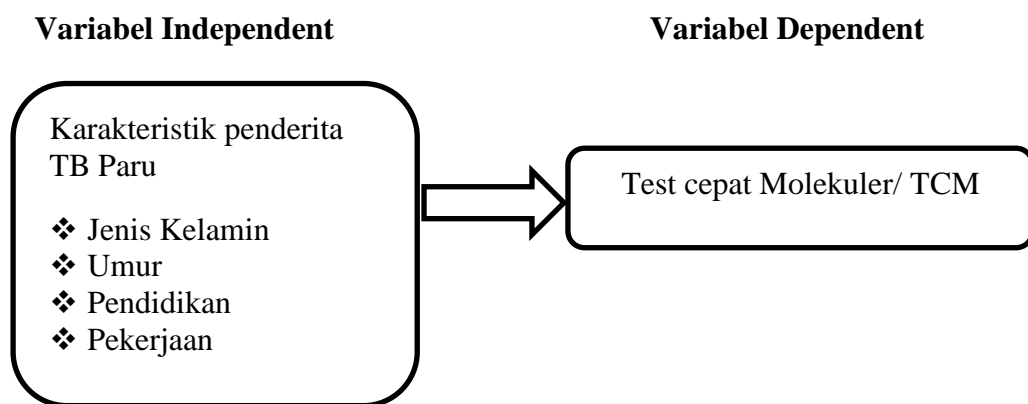 Variabel Independent
Variabel Dependent
Karakteristik penderita
TB Paru
❖ Jenis Kelamin
❖ Umur
❖ Pendidikan
❖ Pekerjaan
Test cepat Molekuler/ TCM